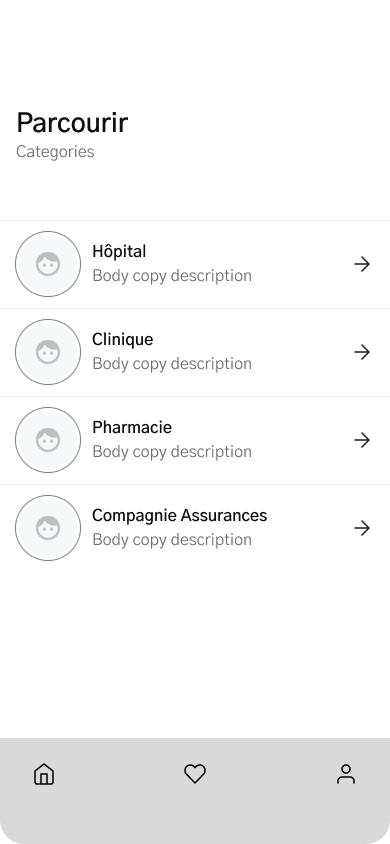 Parcourir
Categories
Hôpital
Body copy description
Clinique
Body copy description
Pharmacie
Body copy description
Compagnie Assurances
Body copy description